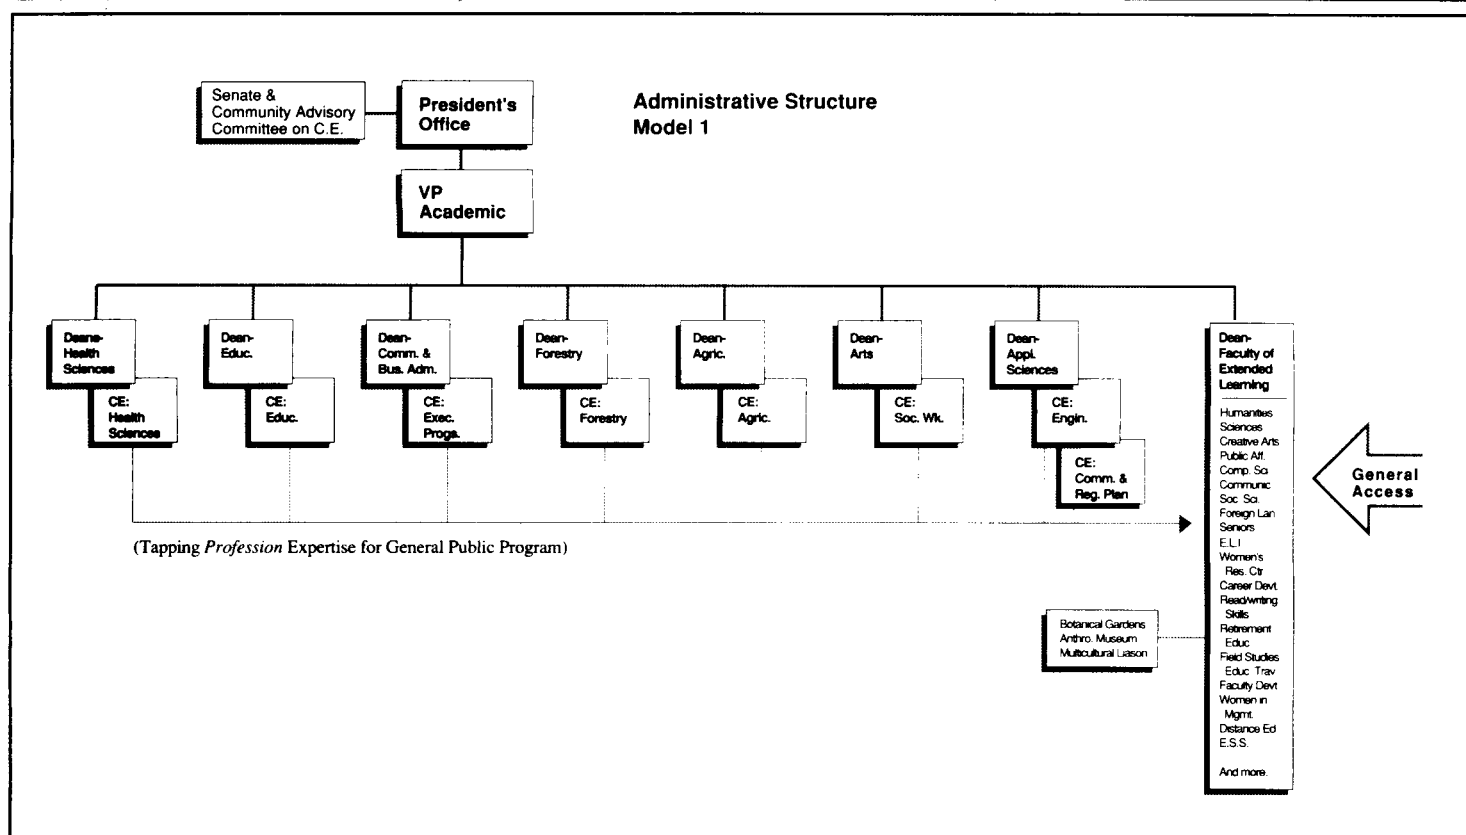 Senate &
Community Advisory
Committee on C.E.
President's
Office
Administrative Structure
Model 1
VP
Academic
Deans-
Health
Sciences
CE:
Health
Sciences
Dean-
Educ.
CE:
Educ.
Dean-
Comm. &
Bus. Adm.
CE:
Exec.
Progs.
Dean-
Forestry
CE:
Forestry
Dean-
Agric.
CE:
Agric.
Dean-
Arts
CE:
Soc. Wk.
Dean-
Appl.
Sciences
CE:
Engin.
CE:
Comm. &
Reg. Plan
Dean-
Faculty of
Extended
Learning
Humanities
Sciences
Creative Arts
Public Aff.
Comp. Sci
Communic
Soc. Sci.
Foreign Lan
Seniors
E.L.I
Women's
Res. Ctr
Career Devt.
Read/writing
Skills
Retirement
Educ
Field Studies
Educ Trav
Faculty Devt
Women in
Mgmt.
Distance Ed
E.S.S.
And more.
General
Access
(Tapping Profession Expertise for General Public Program)
Botanical Gardens
Anthro. Museum
Multicultural Liason